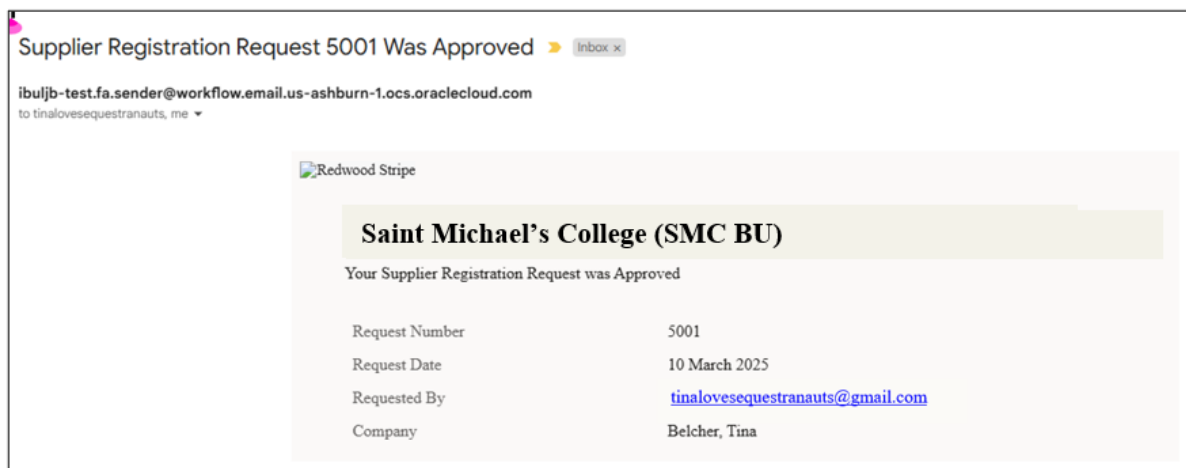 Supplier Registration Request 5001 Was Approved Inbox x
ibuljb-test.fa.sender@workflow.email.us-ashburn-1.ocs.oraclecloud.com
to tinalovesequestranauts, me
Redwood Stripe
Saint Michael’s College (SMC BU)
Your Supplier Registration Request was Approved
Request Number 5001
Request Date 10 March 2025
Requested By tinalovesequestranauts@gmail.com
Company Belcher, Tina